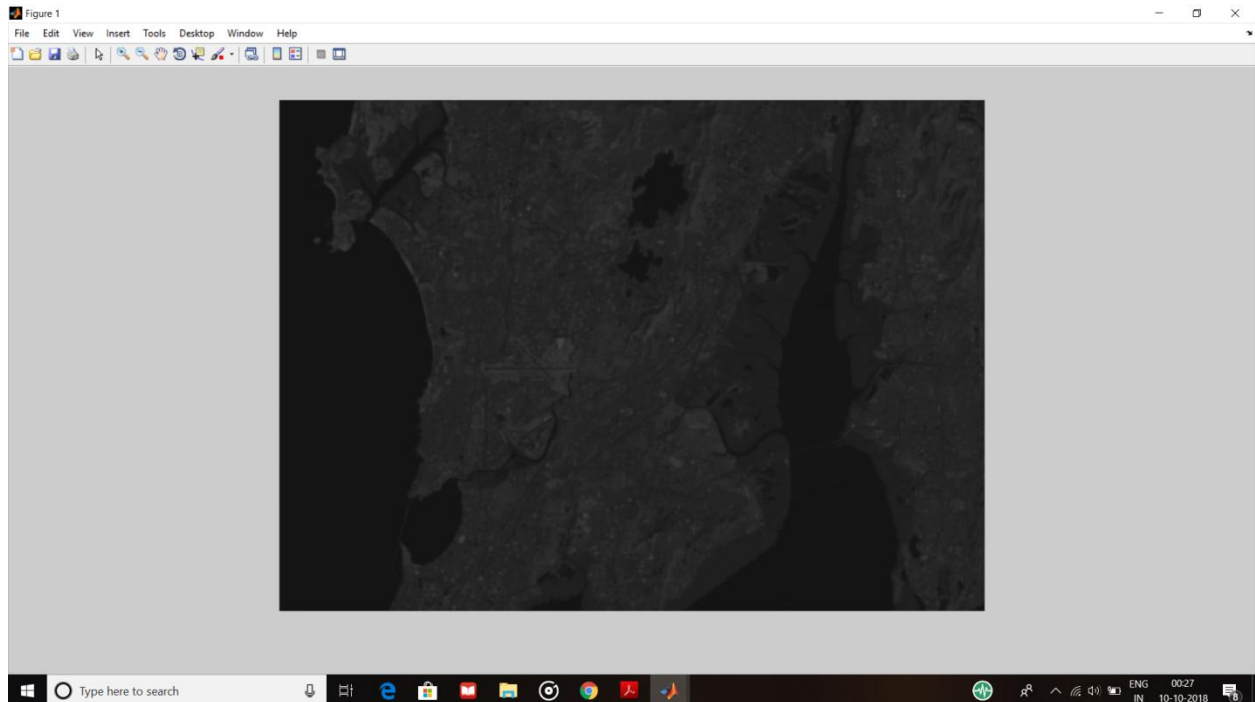 Figure 1
File Edit View Insert Tools Desktop Window Help
Type here to search
ENG 00:27
IN 10-10-2018
8